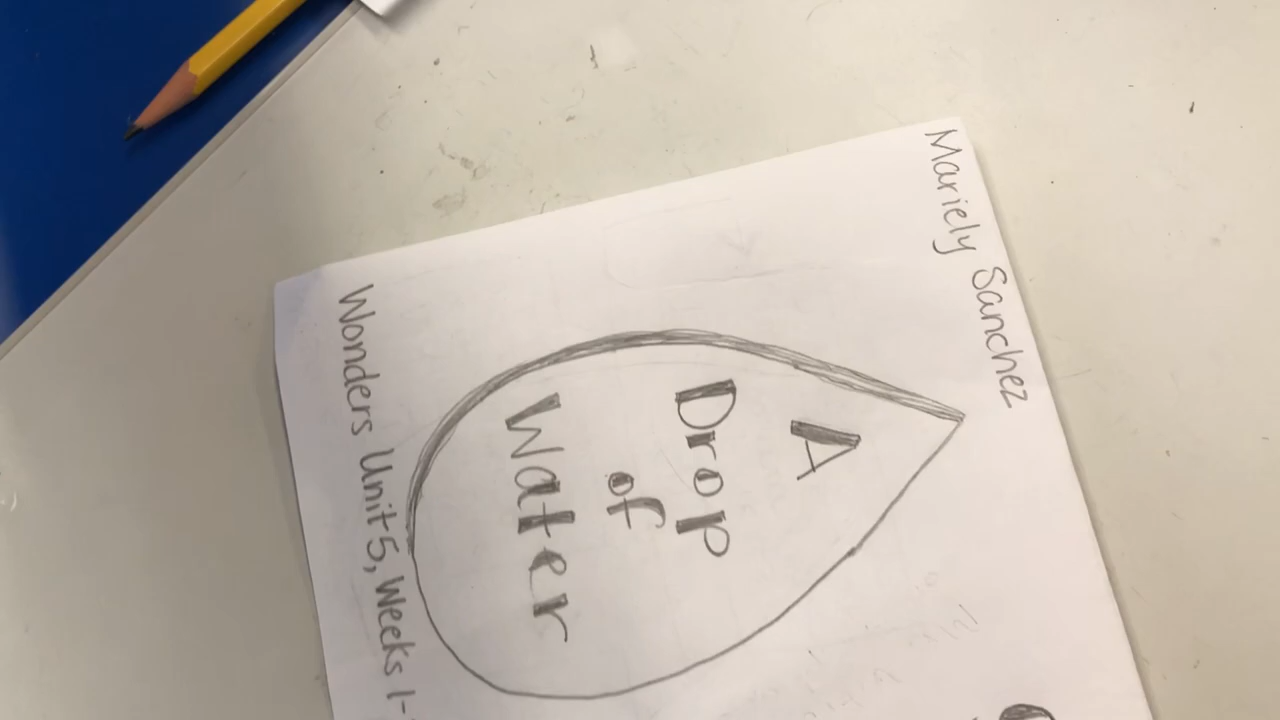 Mariely Sanchez
A
Drop
of
Water
Wonders Unit 5, Weeks 1-